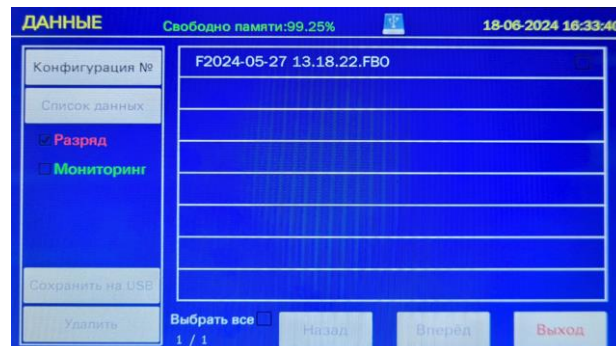 ДАННЫЕ
Свободно памяти:99.25%
18-06-2024 16:33:40
Конфигурация №
Список данных
Разряд
Мониторинг
Сохранить на USB
Удалить
F2024-05-27 13.18.22.FBO
Выбрать все
1 / 1
Назад
Вперёд
Выход